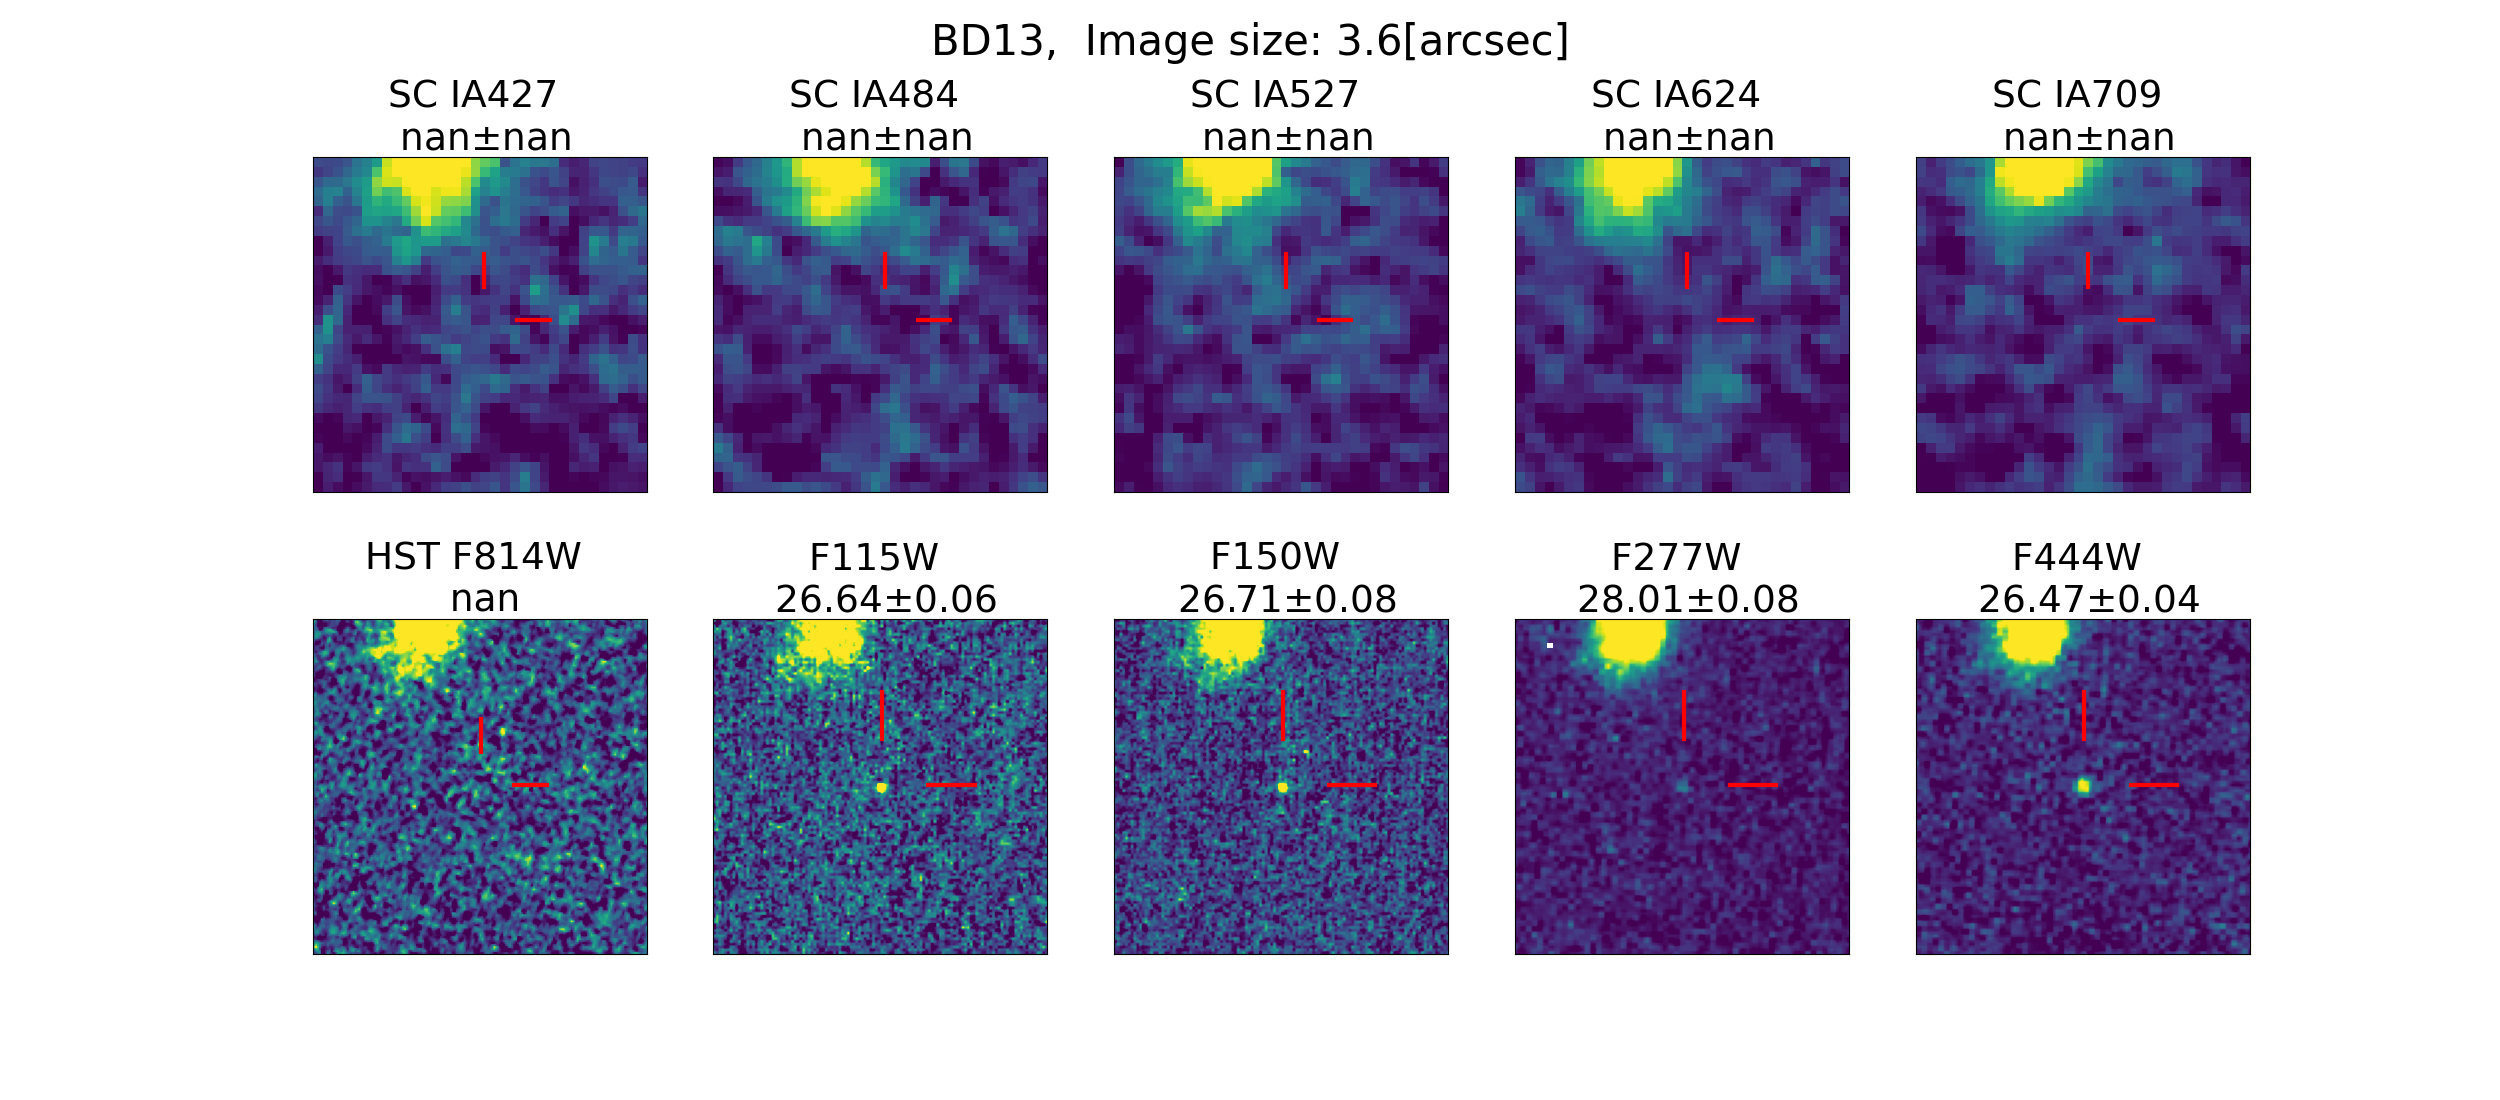 BD13,  Image size: 3.6[arcsec]
SC IA427
nan±nan
SC IA484
nan±nan
SC IA527
nan±nan
SC IA624
nan±nan
SC IA709
nan±nan
HST F814W
nan
F115W
26.64±0.06
F150W
26.71±0.08
F277W
28.01±0.08
F444W
26.47±0.04